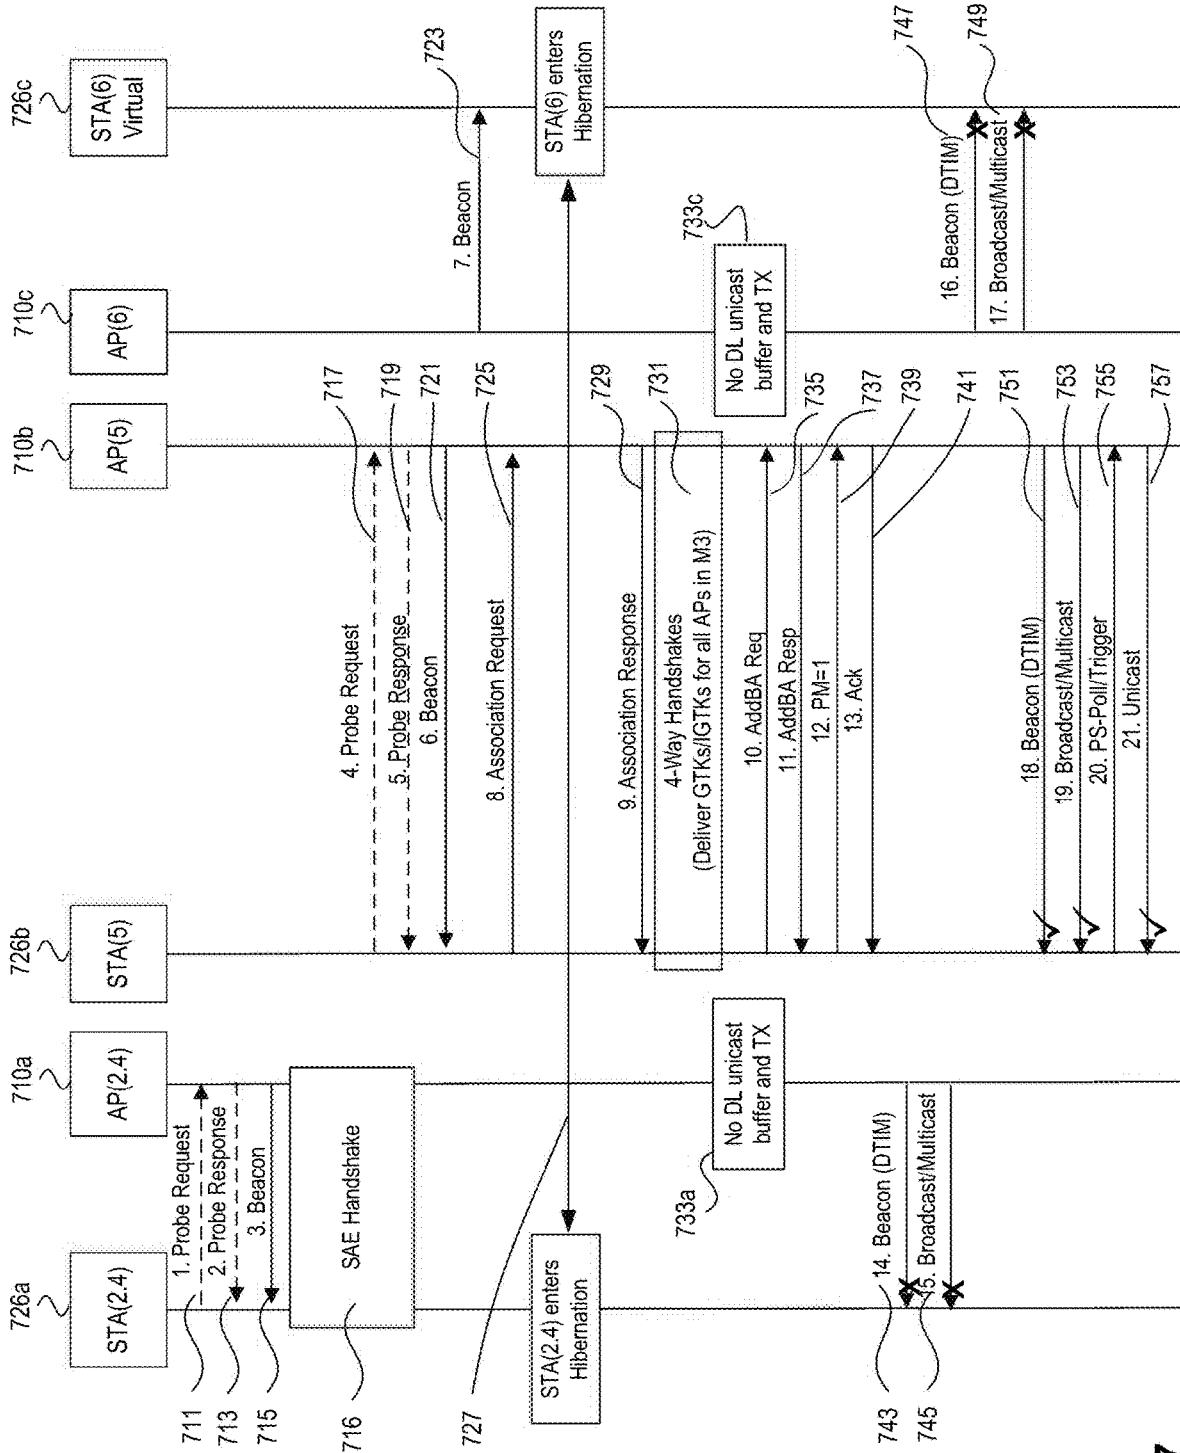 726a
STA(2.4)
710a
AP(2.4)
726b
STA(5)
710b
AP(5)
710c
AP(6)
726c
STA(6)
Virtual
711
1. Probe Request
713
2. Probe Response
715
3. Beacon
716
SAE Handshake
4. Probe Request
717
5. Probe Response
719
6. Beacon
721
7. Beacon
723
8. Association Request
725
727
STA(2.4) enters
Hibernation
STA(6) enters
Hibernation
9. Association Response
729
4-Way Handshakes
(Deliver GTKs/IGTKs for all APs in M3)
731
733a
No DL unicast
buffer and TX
733c
No DL unicast
buffer and TX
10. AddBA Req
735
11. AddBA Resp
737
12. PM=1
739
13. Ack
741
743
14. Beacon (DTIM)
745
15. Broadcast/Multicast
16. Beacon (DTIM)
747
17. Broadcast/Multicast
749
18. Beacon (DTIM)
751
19. Broadcast/Multicast
753
20. PS-Poll/Trigger
755
21. Unicast
757